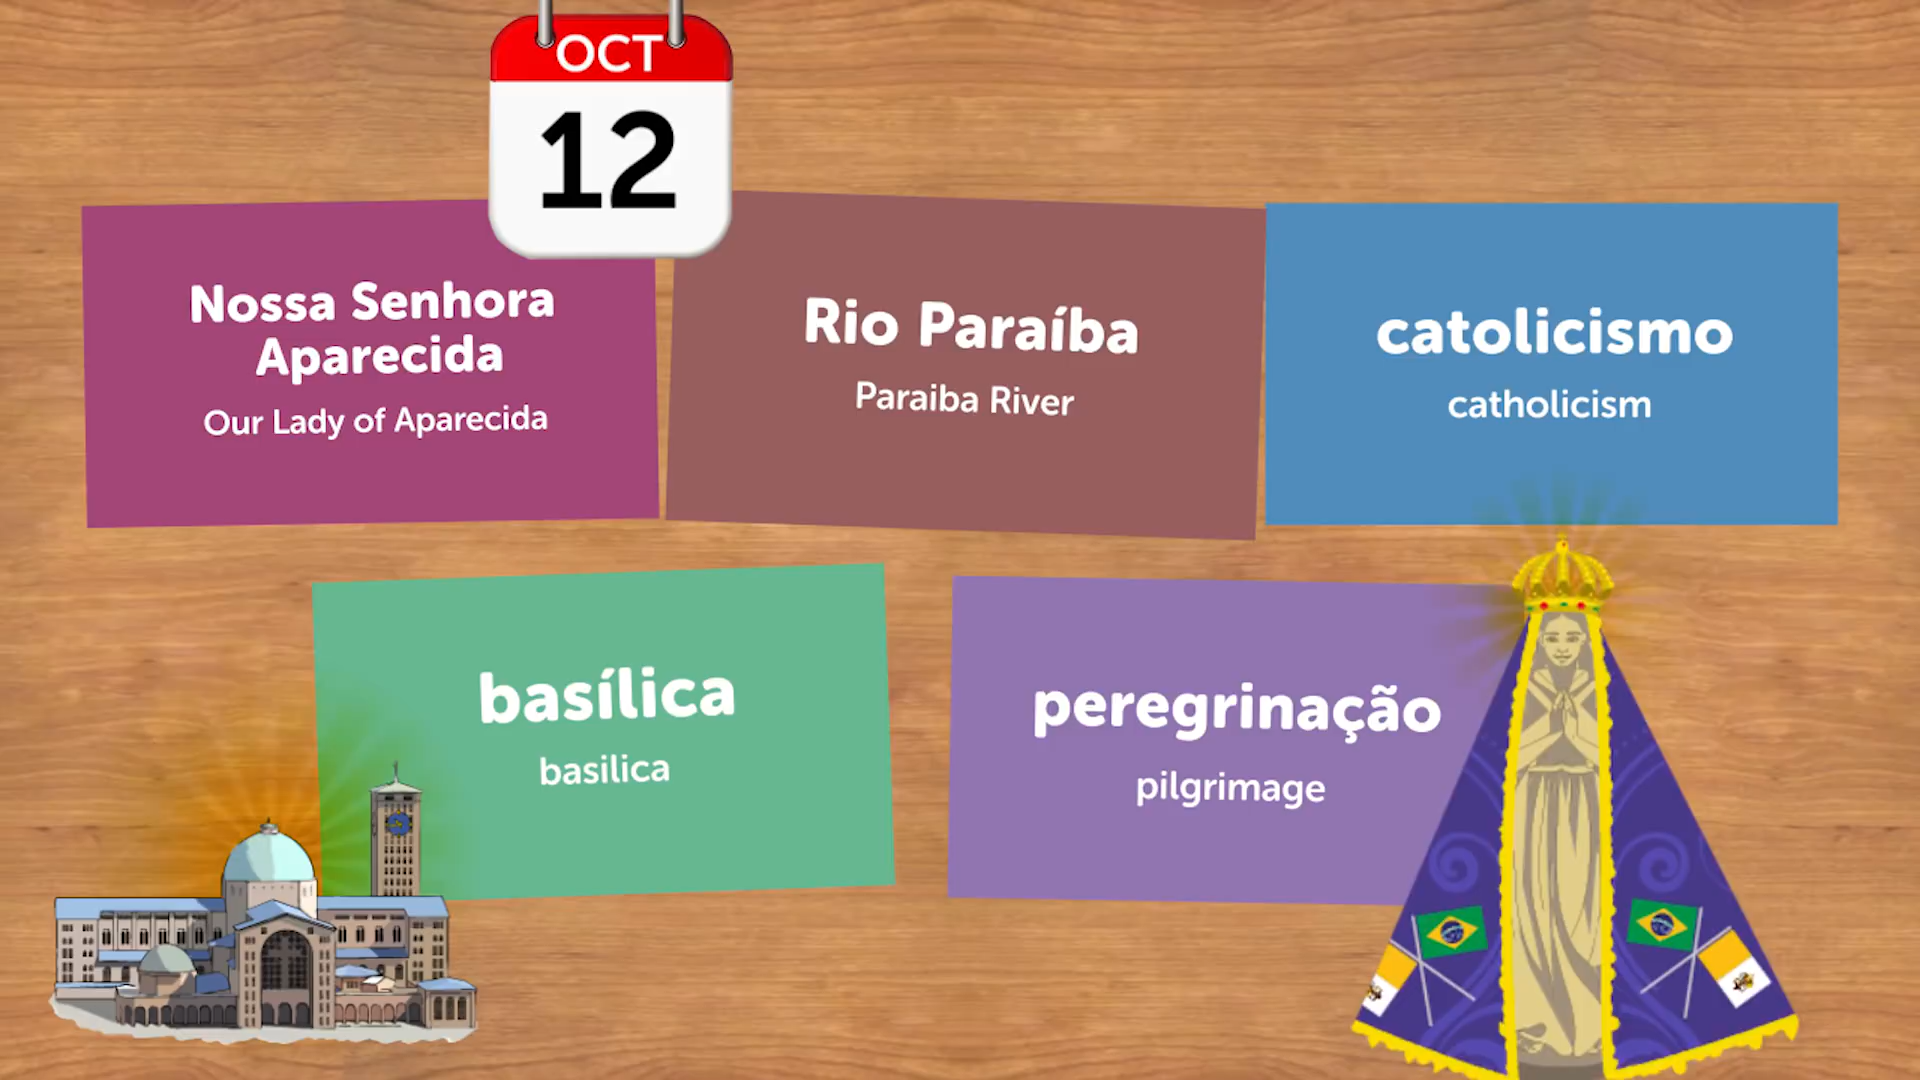 OCT
12
Nossa Senhora
Aparecida
Our Lady of Aparecida
Rio Paraíba
Paraiba River
catolicismo
catholicism
basílica
basilica
peregrinação
pilgrimage